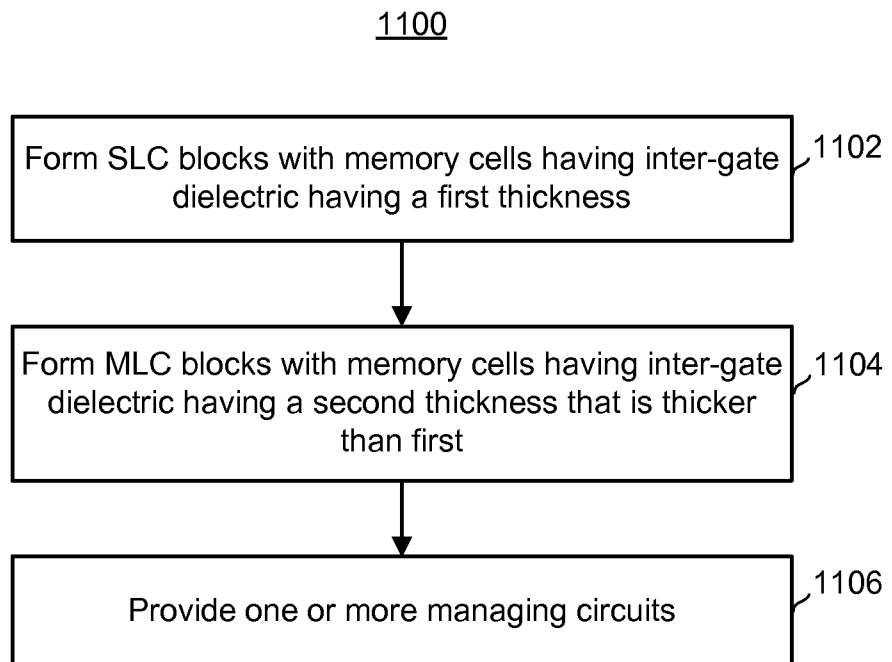 1100
Form SLC blocks with memory cells having inter-gate
dielectric having a first thickness
1102
Form MLC blocks with memory cells having inter-gate
dielectric having a second thickness that is thicker
than first
1104
Provide one or more managing circuits
1106